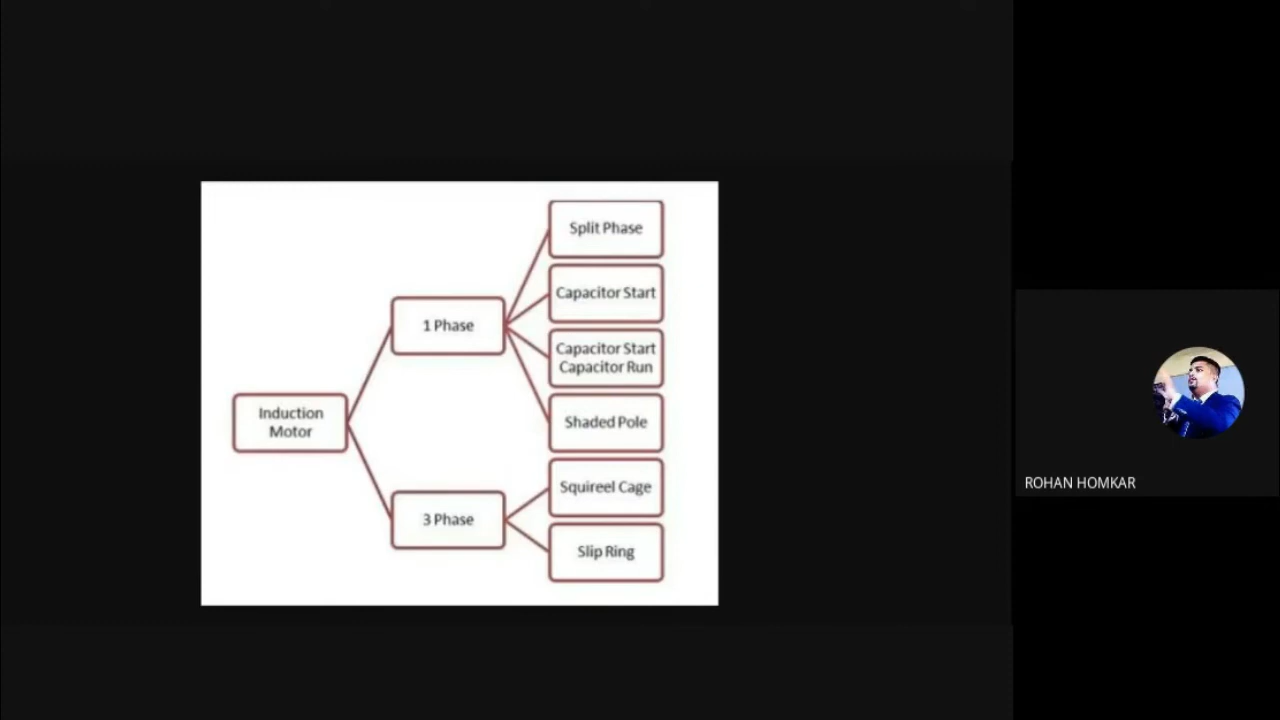 Split Phase
Capacitor Start
Capacitor Start
Capacitor Run
1 Phase
Shaded Pole
Induction
Motor
Squireel Cage
3 Phase
Slip Ring
ROHAN HOMKAR